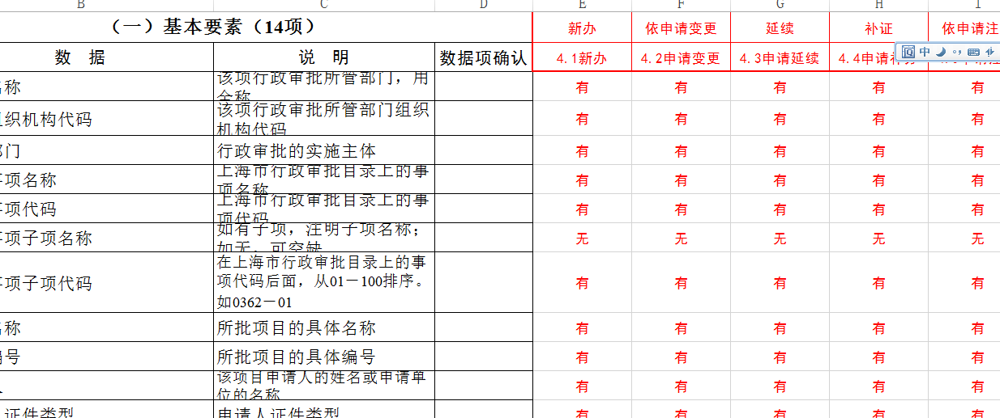 B C D E F G H I
（一）基本要素（14项） 新办 依申请变更 延续 补证 依申请注
数 据 说 明 数据项确认 4.1新办 4.2申请变更 4.3申请延续 4.4申请补
中
名称 该项行政审批所管部门，用 有 有 有 有 有
全称
组织机构代码 该项行政审批所管部门组织 有 有 有 有 有
机构代码
部门 行政审批的实施主体 有 有 有 有 有
事项名称 上海市行政审批目录上的事 有 有 有 有 有
项名称
事项代码 上海市行政审批目录上的事 有 有 有 有 有
项代码
事项子项名称 如有子项，注明子项名称； 无 无 无 无 无
如无，可空缺
事项子项代码 在上海市行政审批目录上的事 有 有 有 有 有
项代码后面，从01－100排序。
如0362－01
名称 所批项目的具体名称 有 有 有 有 有
编号 所批项目的具体编号 有 有 有 有 有
该项目申请人的姓名或申请单 有 有 有 有 有
位的名称
证件类型 申请人证件类型 有 有 有 有 有